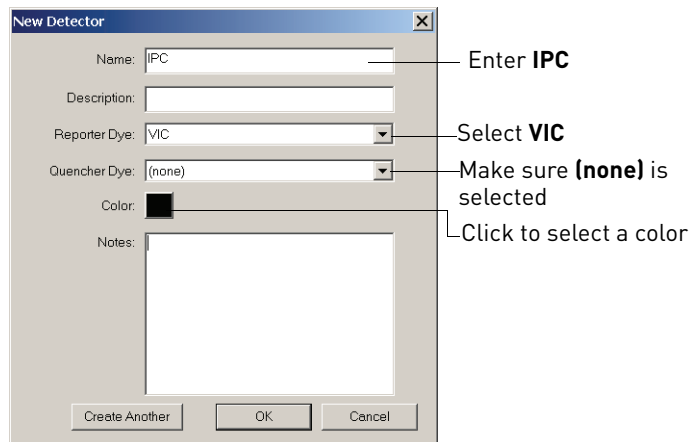 New Detector
Name: IPC
Enter IPC
Description:
Reporter Dye: VIC
Select VIC
Quencher Dye: (none)
Make sure (none) is
selected
Color:
Click to select a color
Notes:
Create Another OK Cancel